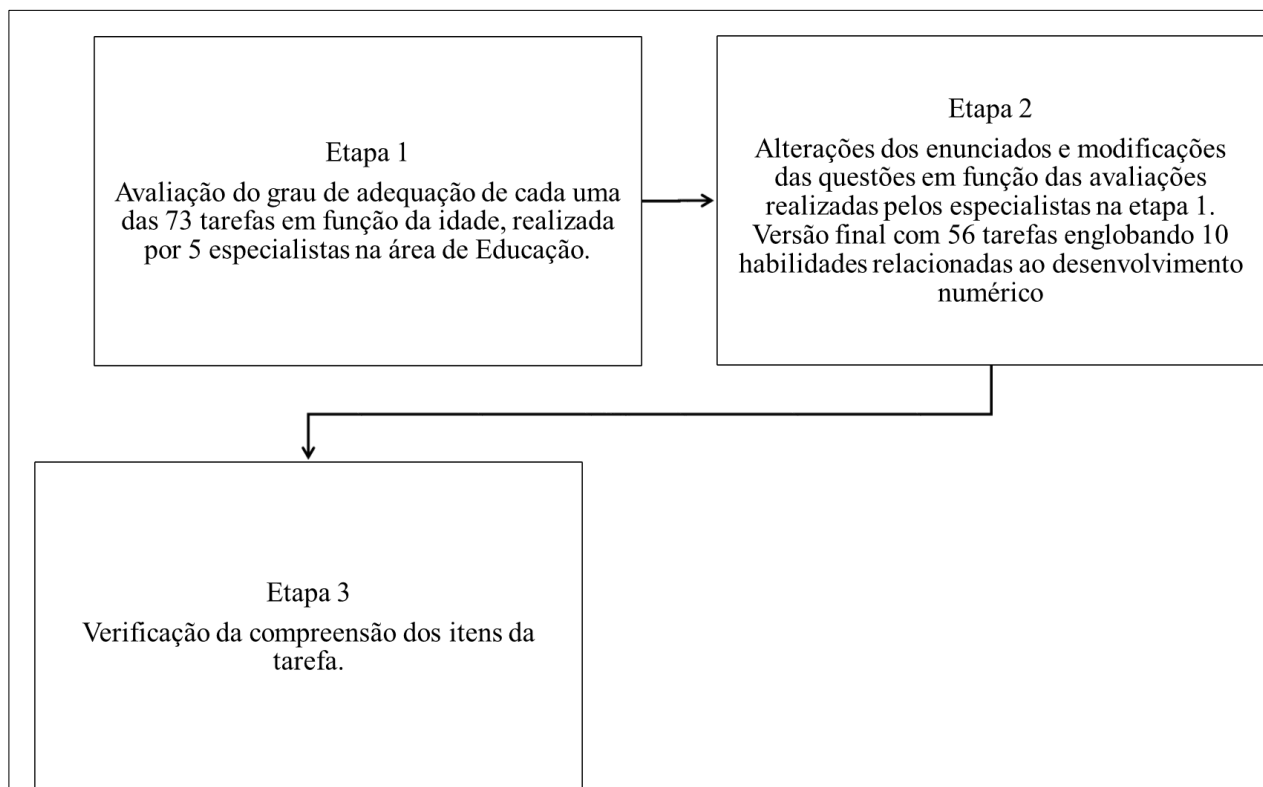 Etapa 1
Avaliação do grau de adequação de cada uma
das 73 tarefas em função da idade, realizada
por 5 especialistas na área de Educação.
Etapa 2
Alterações dos enunciados e modificações
das questões em função das avaliações
realizadas pelos especialistas na etapa 1.
Versão final com 56 tarefas englobando 10
habilidades relacionadas ao desenvolvimento
numérico
Etapa 3
Verificação da compreensão dos itens da
tarefa.